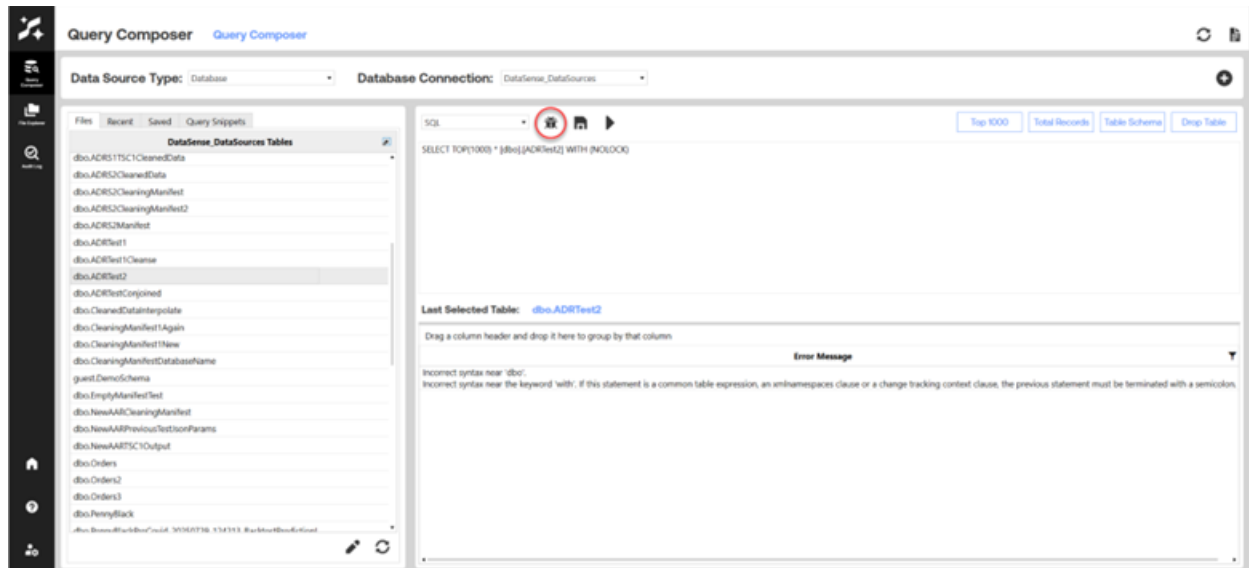 Query Composer Query Composer
Query Composer
File Explorer
Audit Log
Data Source Type: Database Database Connection: DataSense_DataSources
Files Recent Saved Query Snippets
DataSense_DataSources Tables
dbo.ADRS1TSC1CleanedData
dbo.ADRS2CleanedData
dbo.ADRS2CleaningManifest
dbo.ADRS2CleaningManifest2
dbo.ADRS2Manifest
dbo.ADRTest1
dbo.ADRTest1Cleanse
dbo.ADRTest2
dbo.ADRTestConjoined
dbo.CleanedDataInterpolate
dbo.CleaningManifest1Again
dbo.CleaningManifest1New
dbo.CleaningManifestDatabaseName
guest.DemoSchema
dbo.EmptyManifestTest
dbo.NewAARCleaningManifest
dbo.NewAARPreviousTestJsonParams
dbo.NewAARTSC1Output
dbo.Orders
dbo.Orders2
dbo.Orders3
dbo.PennyBlack
SQL Top 1000 Total Records Table Schema Drop Table
SELECT TOP(1000) * [dbo].[ADRTest2] WITH (NOLOCK)
Last Selected Table: dbo.ADRTest2
Drag a column header and drop it here to group by that column
Error Message
Incorrect syntax near 'dbo'.
Incorrect syntax near the keyword 'with'. If this statement is a common table expression, an xmlnamespaces clause or a change tracking context clause, the previous statement must be terminated with a semicolon.